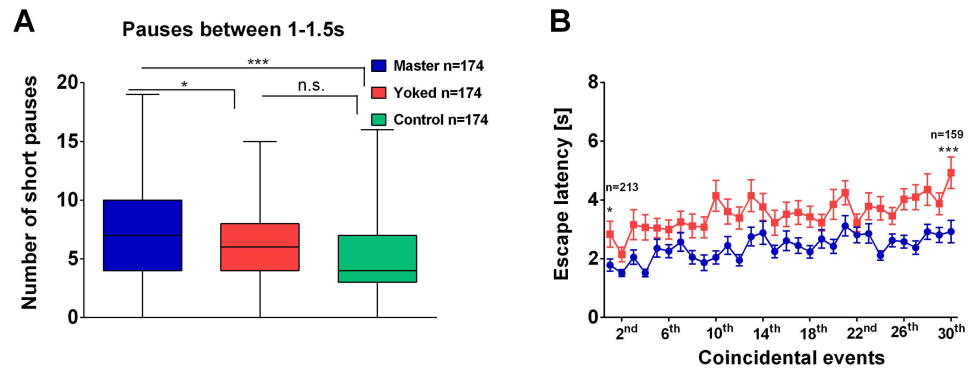 A
Pauses between 1-1.5s
***
*
n.s.
Master n=174
Yoked n=174
Control n=174
Number of short pauses
20
15
10
5
0
B
Escape latency [s]
8
6
4
2
0
n=213
*
n=159
***
2nd 6th 10th 14th 18th 22nd 26th 30th
Coincidental events